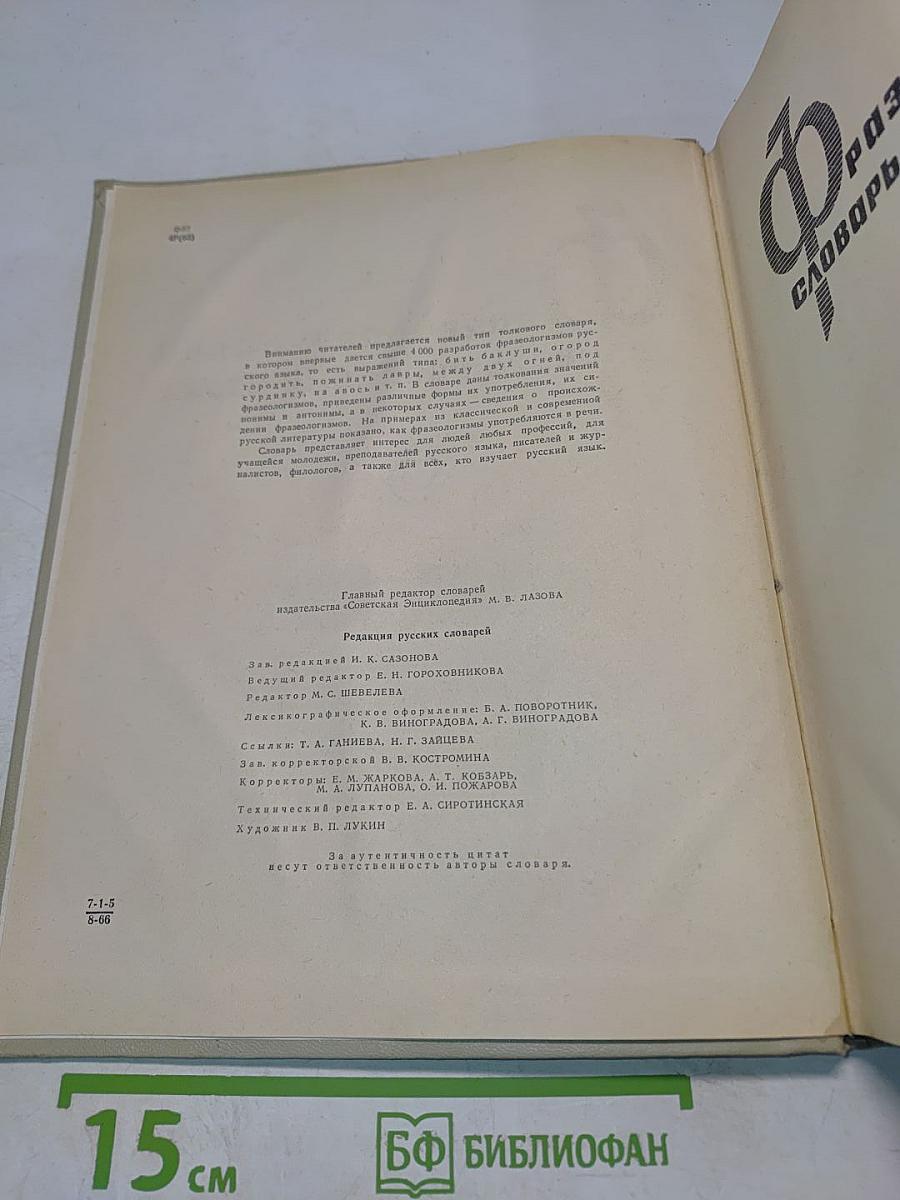 4Р(03)
Вниманию читателей предлагается новый тип толкового словаря,
в котором впервые дается свыше 4 000 разработок фразеологизмов рус-
ского языка, то есть выражений типа: бить баклуши, огород
городить, пожинать лавры, между двух огней, под
сурдинку, на авось и т. п. В словаре даны толкования значений
фразеологизмов, приведены различные формы их употребления, их си-
нонимы и антонимы, а в некоторых случаях — сведения о происхож-
дении фразеологизмов. На примерах из классической и современной
русской литературы показано, как фразеологизмы употребляются в речи.
Словарь представляет интерес для людей любых профессий, для
учащейся молодежи, преподавателей русского языка, писателей и жур-
налистов, филологов, а также для всех, кто изучает русский язык.
Главный редактор словарей
издательства «Советская Энциклопедия» М. В. ЛАЗОВА
Редакция русских словарей
Зав. редакцией И. К. САЗОНОВА
Ведущий редактор Е. Н. ГОРОХОВНИКОВА
Редактор М. С. ШЕВЕЛЕВА
Лексикографическое оформление: Б. А. ПОВОРОТНИК,
К. В. ВИНОГРАДОВА, А. Г. ВИНОГРАДОВА
Ссылки: Т. А. ГАНИЕВА, Н. Г. ЗАЙЦЕВА
Зав. корректорской В. В. КОСТРОМИНА
Корректоры: Е. М. ЖАРКОВА, А. Т. КОБЗАРЬ,
М. А. ЛУПАНОВА, О. И. ПОЖАРОВА
Технический редактор Е. А. СИРОТИНСКАЯ
Художник В. П. ЛУКИН
За аутентичность цитат
несут ответственность авторы словаря.
7-1-5
8-66
Фраз
словарь
15 см
БФ БИБЛИОФАН